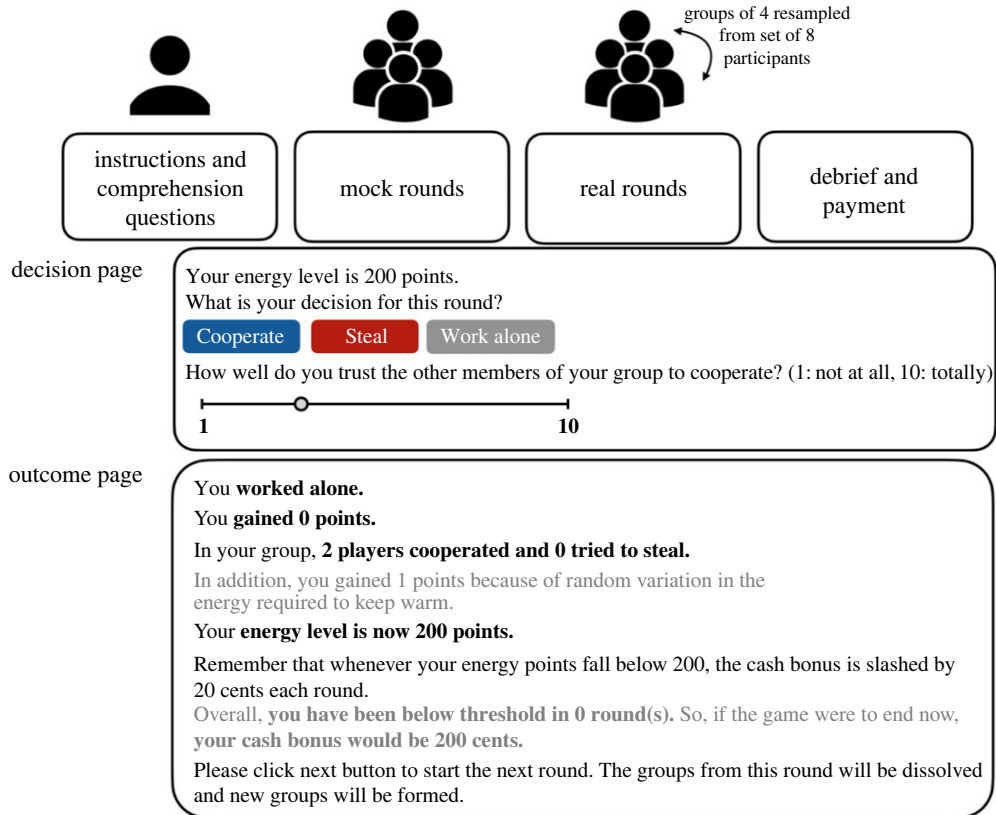 groups of 4 resampled
from set of 8
participants
instructions and
comprehension
questions
mock rounds
real rounds
debrief and
payment
decision page
Your energy level is 200 points.
What is your decision for this round?
Cooperate
Steal
Work alone
How well do you trust the other members of your group to cooperate? (1: not at all, 10: totally)
1
10
outcome page
You worked alone.
You gained 0 points.
In your group, 2 players cooperated and 0 tried to steal.
In addition, you gained 1 points because of random variation in the
energy required to keep warm.
Your energy level is now 200 points.
Remember that whenever your energy points fall below 200, the cash bonus is slashed by
20 cents each round.
Overall, you have been below threshold in 0 round(s). So, if the game were to end now,
your cash bonus would be 200 cents.
Please click next button to start the next round. The groups from this round will be dissolved
and new groups will be formed.